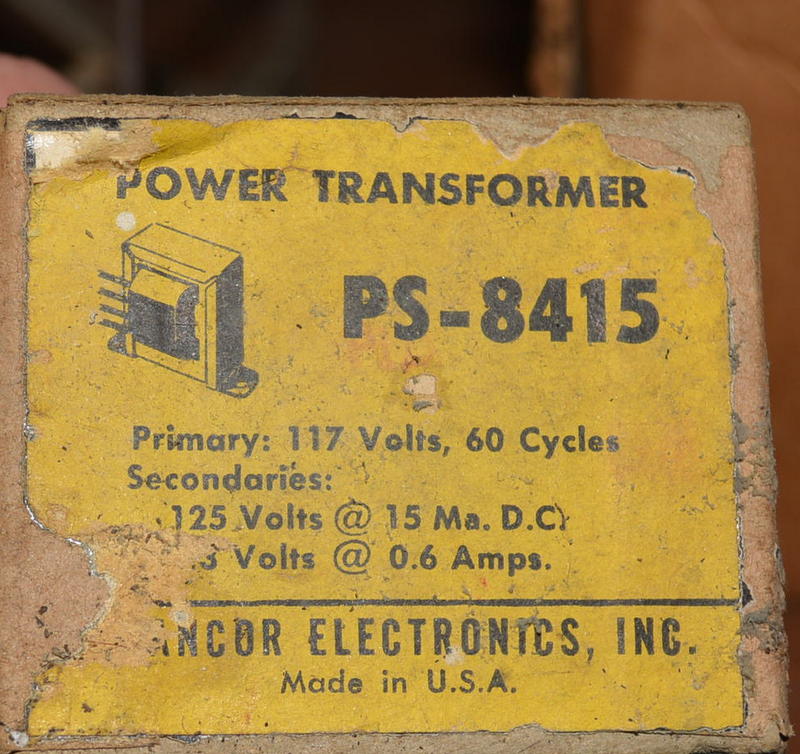 POWER TRANSFORMER
PS-8415
Primary: 117 Volts, 60 Cycles
Secondaries:
125 Volts @ 15 Ma. D.C.
Volts @ 0.6 Amps.
ELECTRONICS, INC.
Made in U.S.A.